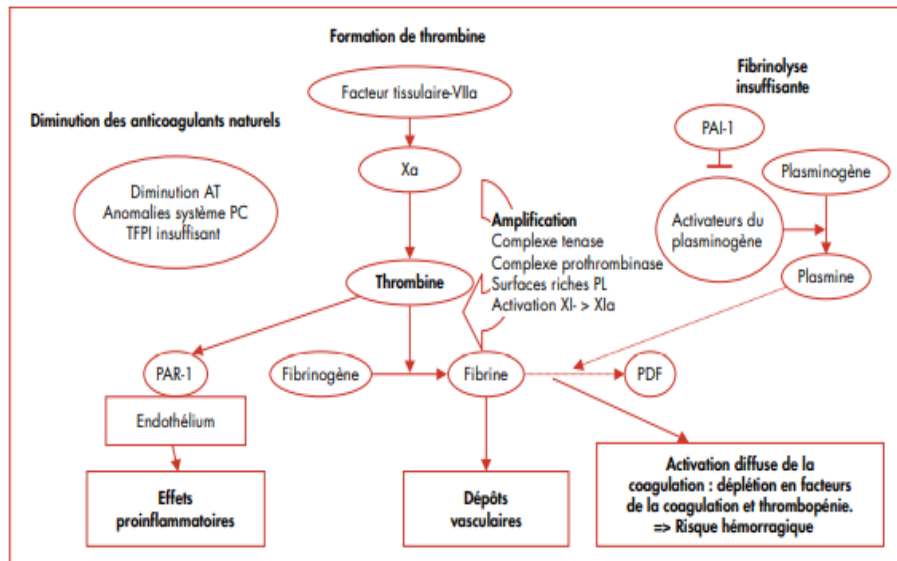 Formation de thrombine
Facteur tissulaire-VIIa
Fibrinolyse
insuffisante
Diminution des anticoagulants naturels
PAI-1
Xa
Plasminogène
Diminution AT
Anomalies système PC
TFPI insuffisant
Amplification
Complexe tenase
Complexe prothrombinase
Surfaces riches PL
Activation XI- > XIa
Activateurs du
plasminogène
Thrombine
Plasmine
PAR-1
Fibrinogène
Fibrine
PDF
Endothélium
Effets
proinflammatoires
Dépôts
vasculaires
Activation diffuse de la
coagulation : déplétion en facteurs
de la coagulation et thrombopénie.
=> Risque hémorragique